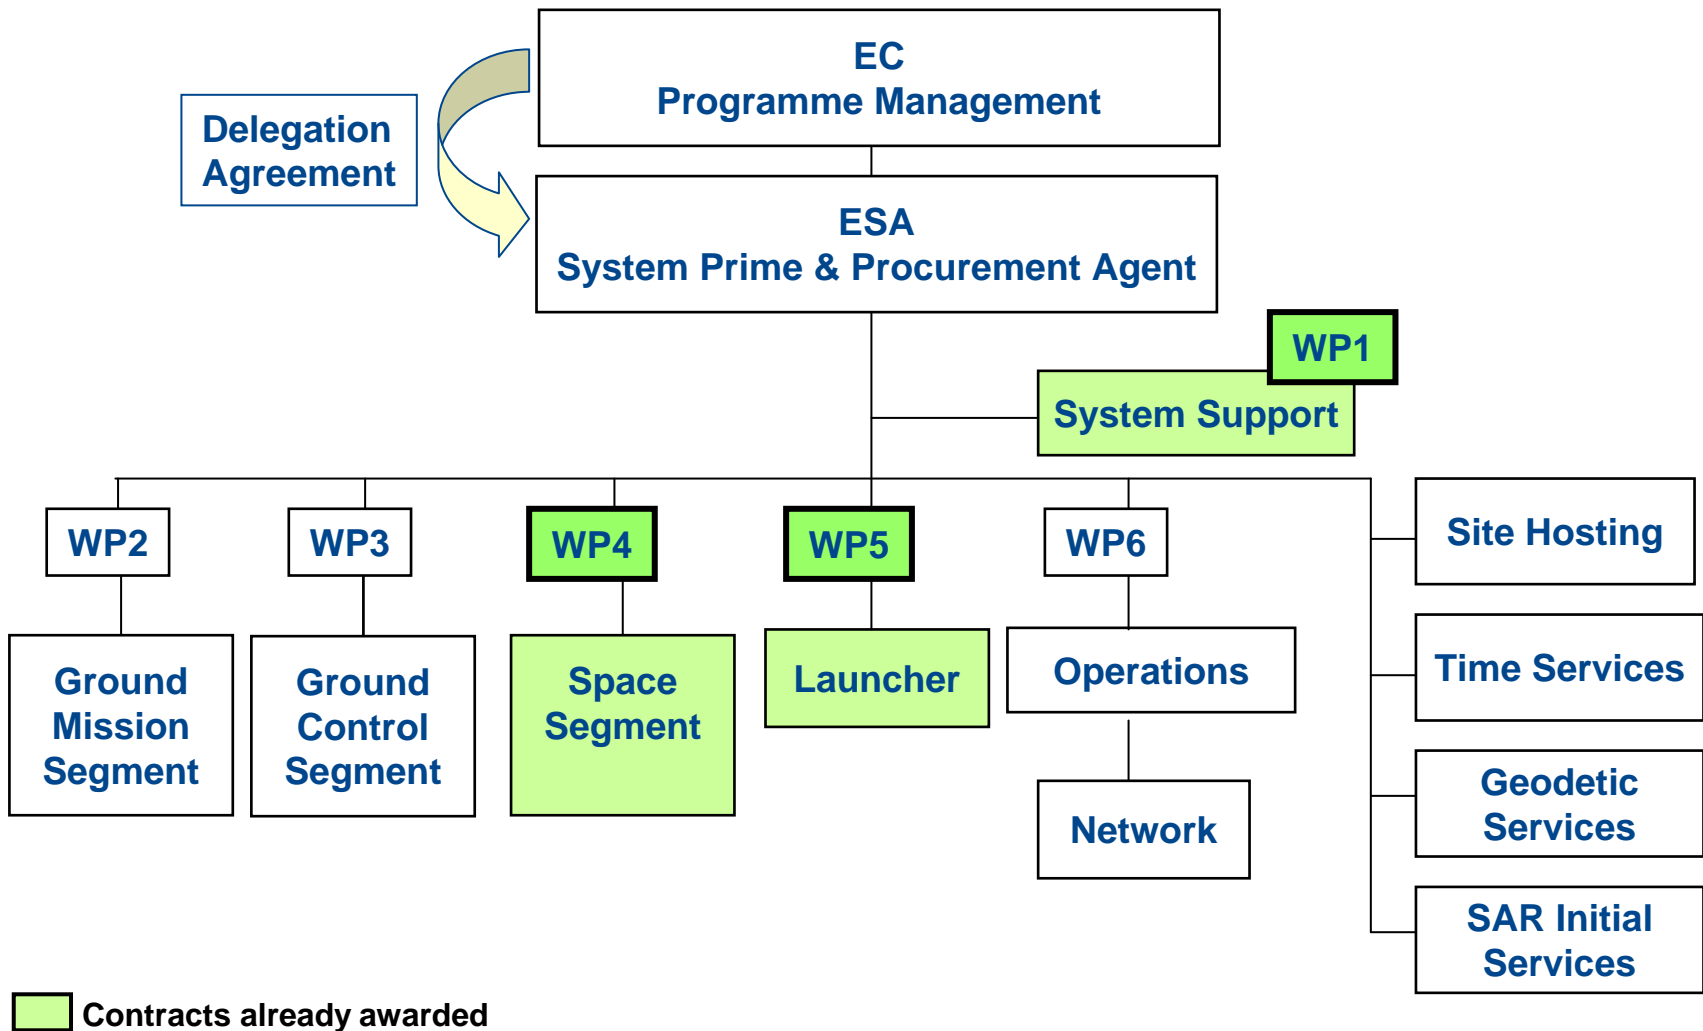 EC
Programme Management
Delegation
Agreement
ESA
System Prime & Procurement Agent
WP1
System Support
WP2
WP3
WP4
WP5
WP6
Ground
Mission
Segment
Ground
Control
Segment
Space
Segment
Launcher
Operations
Network
Site Hosting
Time Services
Geodetic
Services
SAR Initial
Services
Contracts already awarded